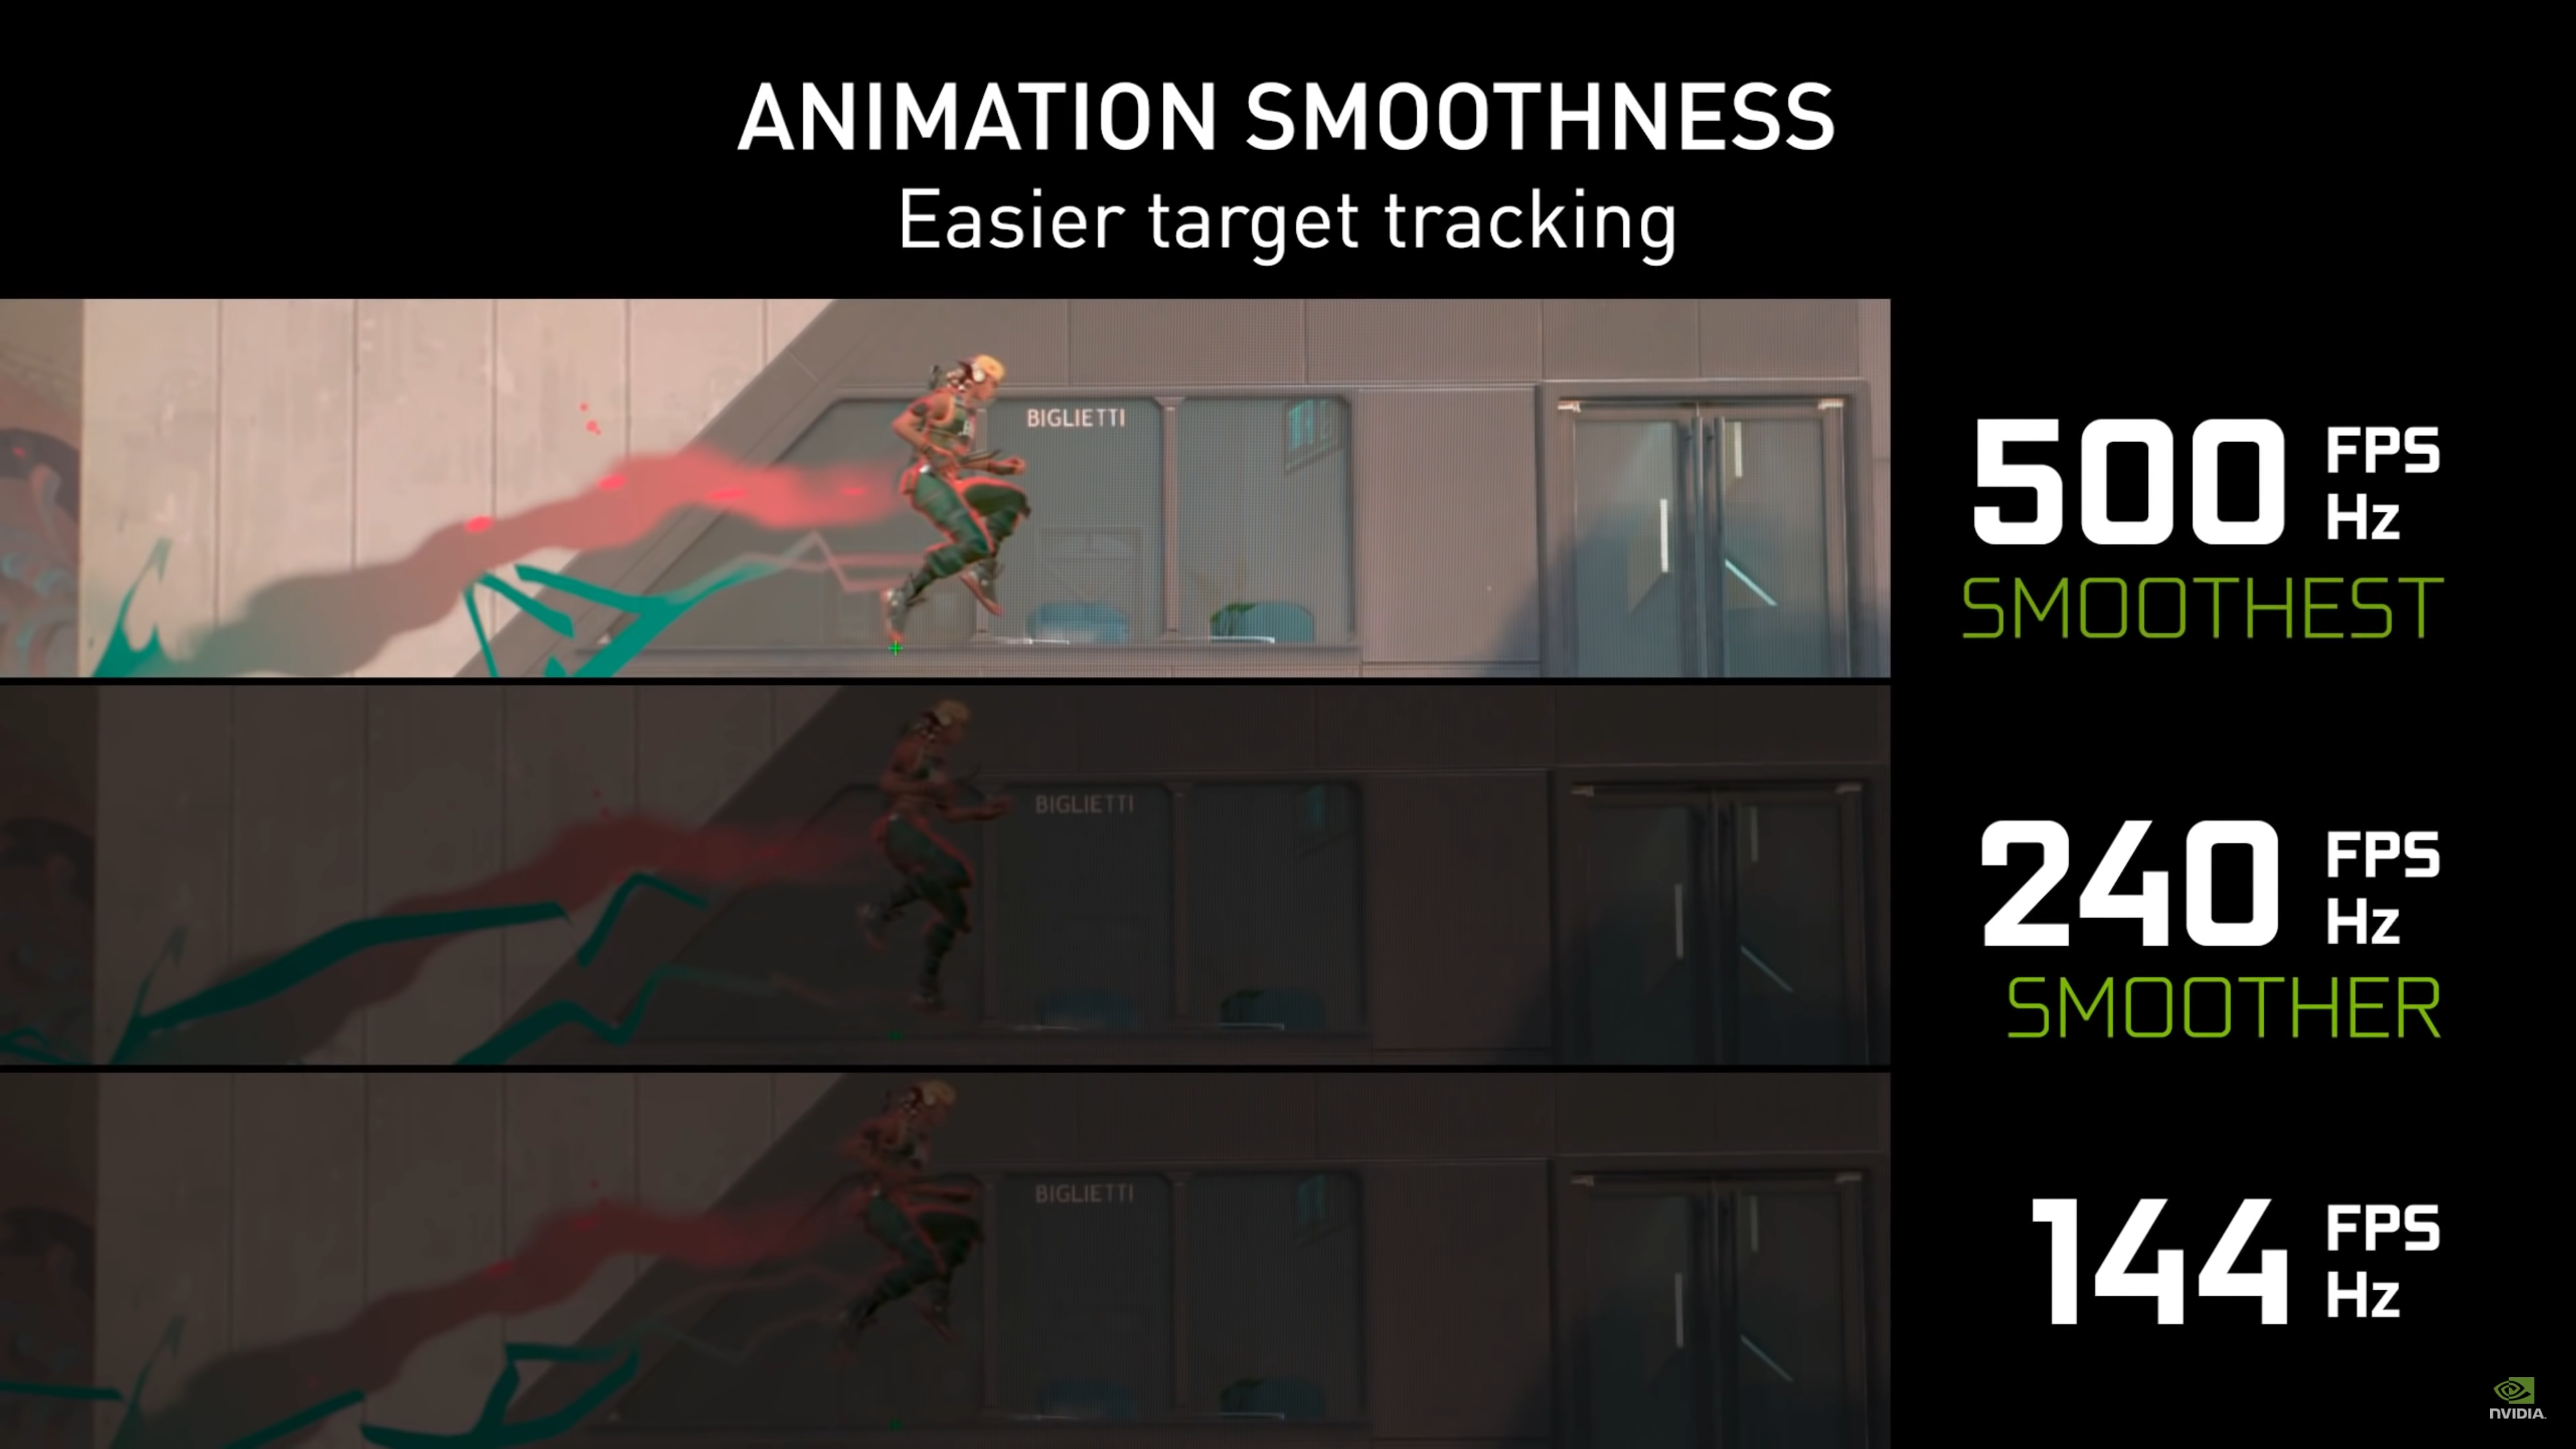 ANIMATION SMOOTHNESS
Easier target tracking
BIGLIETTI
500 FPS
Hz
SMOOTHEST
BIGLIETTI
240 FPS
Hz
SMOOTHER
BIGLIETTI
144 FPS
Hz
NVIDIA.